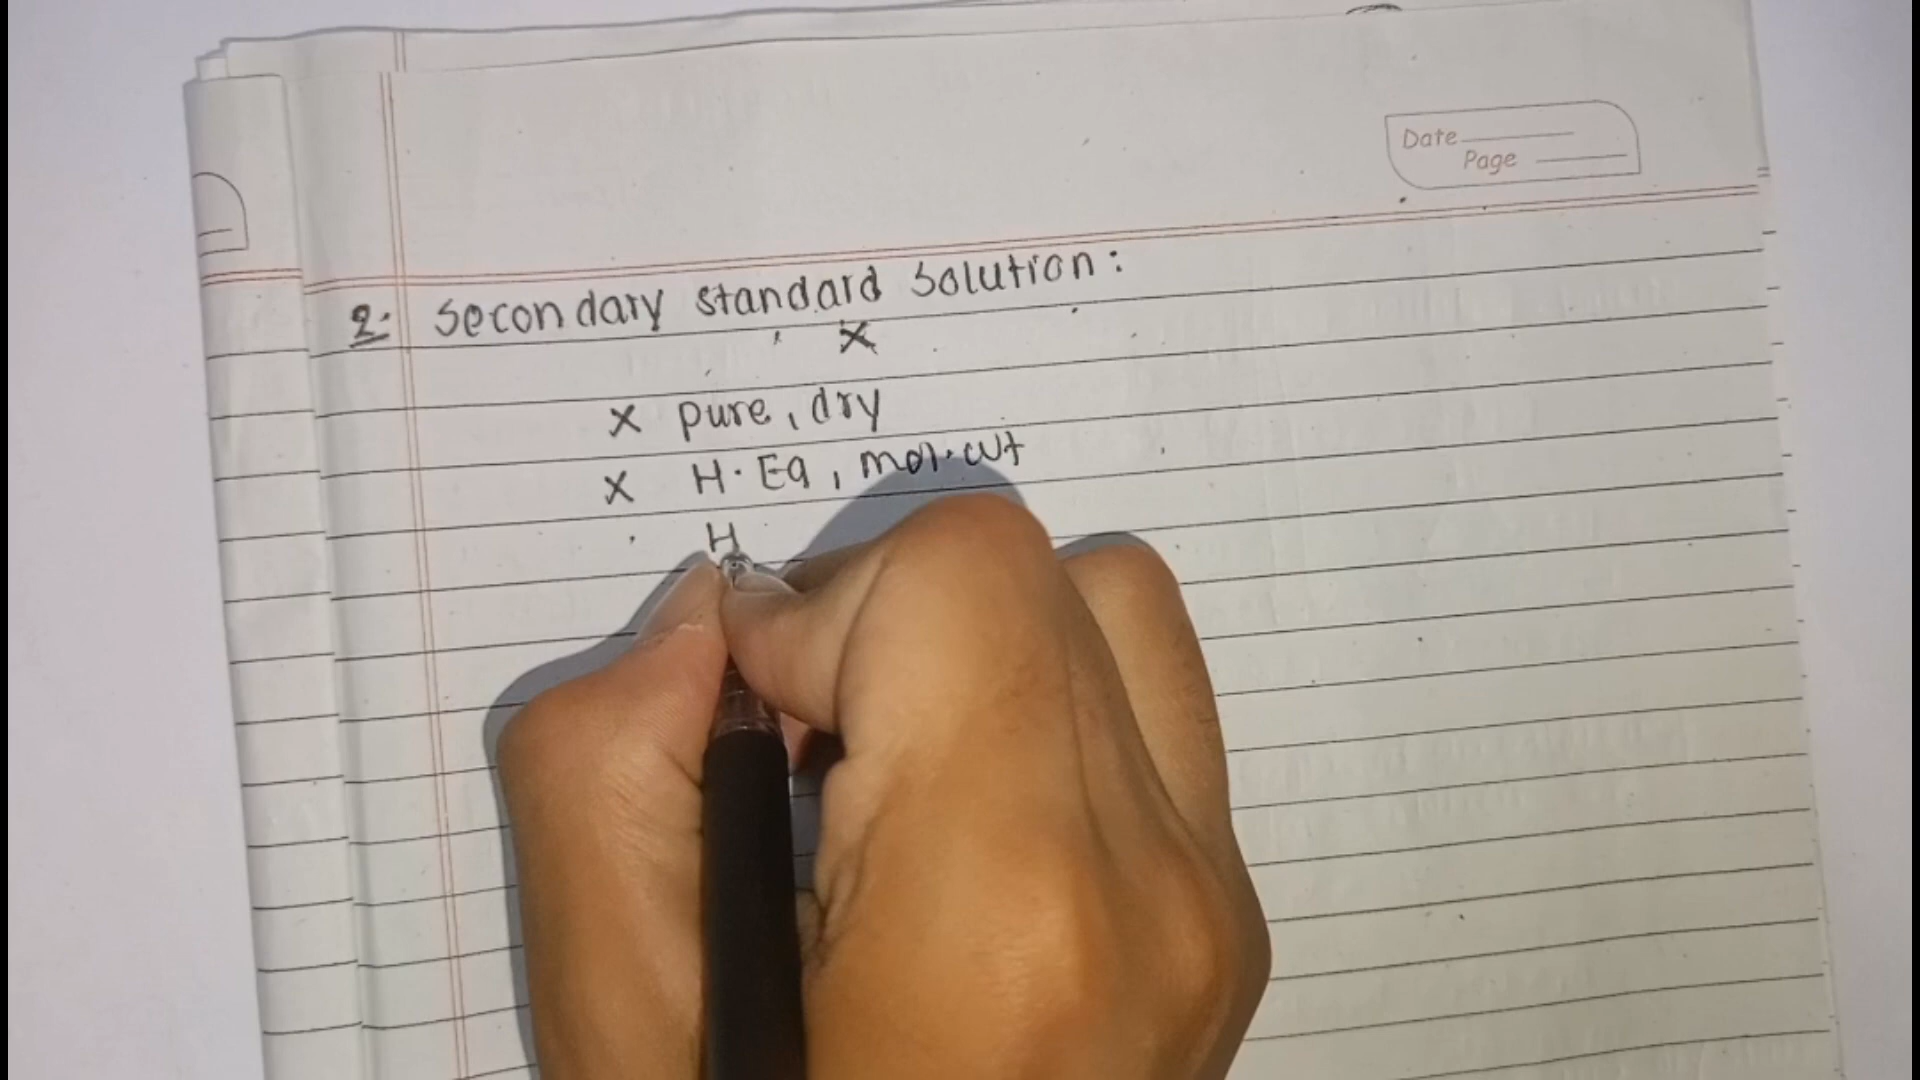 Date
Page
2. Secondary standard solution:
X
X pure, dry
X H. Eq, mol. wt
H